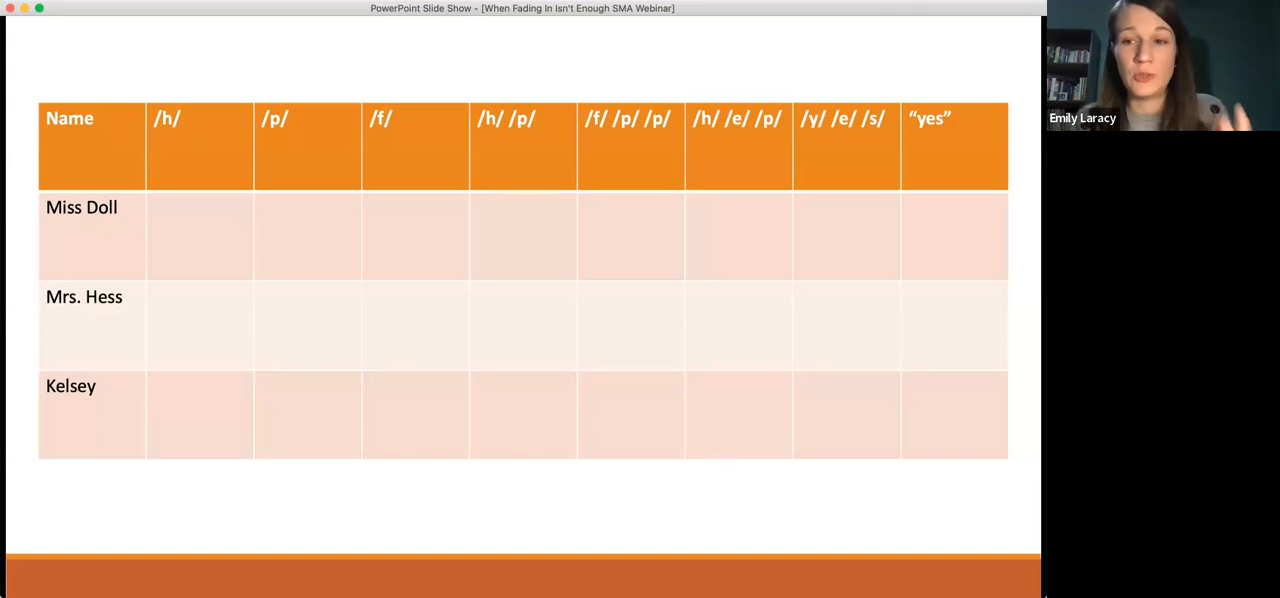 PowerPoint Slide Show - [When Fading In Isn't Enough SMA Webinar]
Name /h/ /p/ /f/ /h/ /p/ /f/ /p/ /p/ /h/ /e/ /p/ /y/ /e/ /s/ “yes”
Miss Doll
Mrs. Hess
Kelsey
Emily Laracy